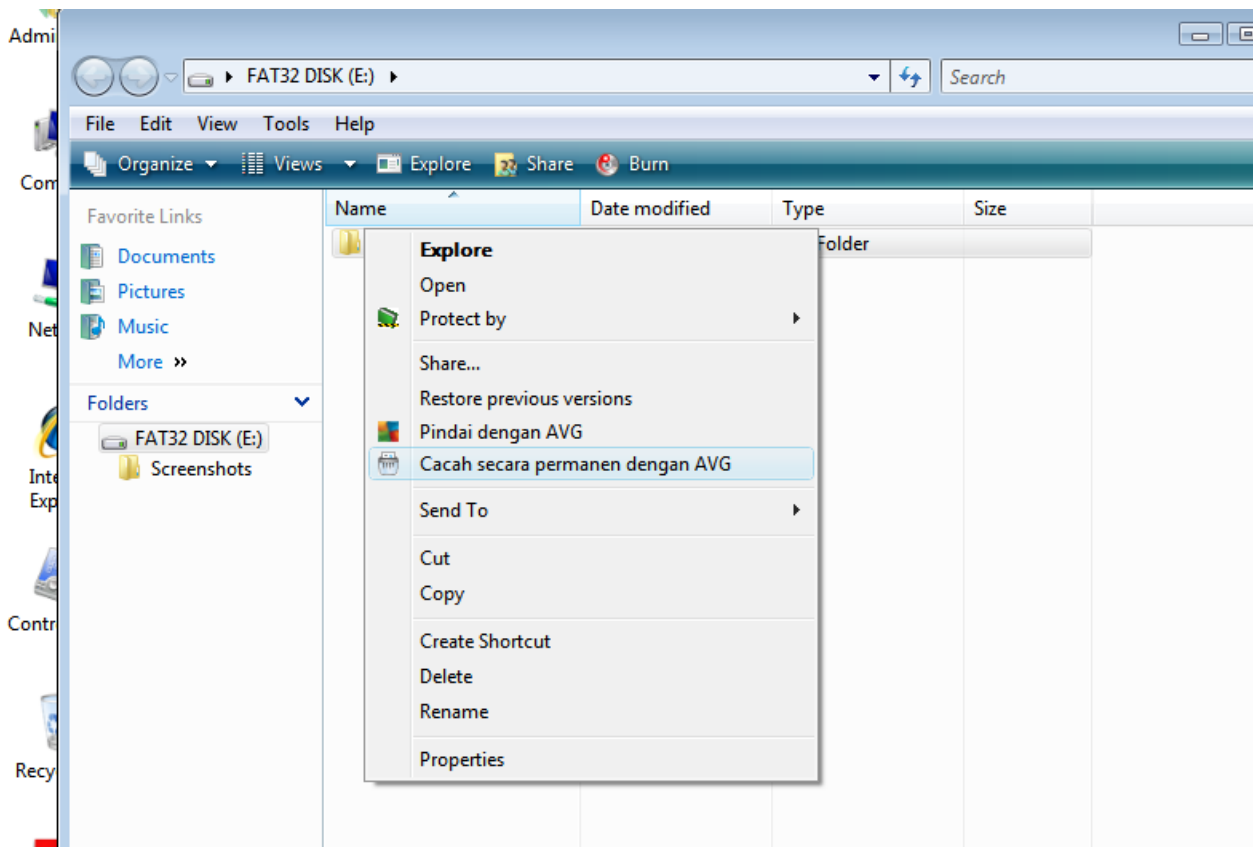 Admi
FAT32 DISK (E:)
Search
File Edit View Tools Help
Organize Views Explore Share Burn
Com
Name Date modified Type Size
Favorite Links
Folder
Documents
Pictures
Music
More »
Net
Folders
FAT32 DISK (E:)
Screenshots
Inte
Exp
Contr
Recy
Explore
Open
Protect by
Share...
Restore previous versions
Pindai dengan AVG
Cacah secara permanen dengan AVG
Send To
Cut
Copy
Create Shortcut
Delete
Rename
Properties